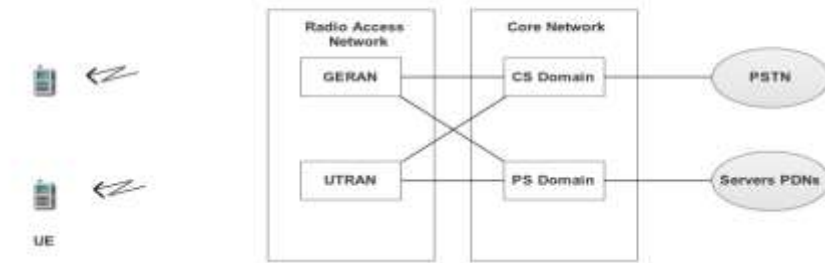 Radio Access
Network
Core Network
GERAN
CS Domain
PSTN
UTRAN
PS Domain
Servers PDNs
UE